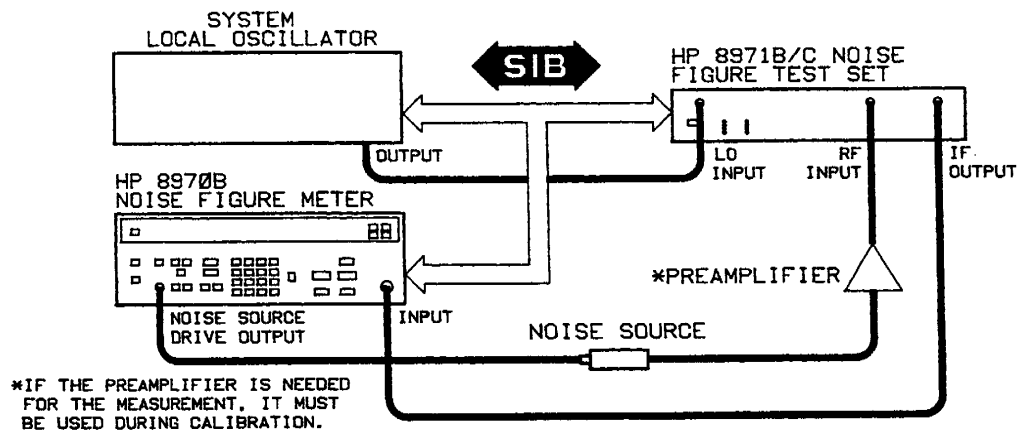 SYSTEM
LOCAL OSCILLATOR
SIB
HP 8971B/C NOISE
FIGURE TEST SET
OUTPUT
LO
INPUT
RF
INPUT
IF
OUTPUT
HP 8970B
NOISE FIGURE METER
*PREAMPLIFIER
NOISE SOURCE
DRIVE OUTPUT
INPUT
NOISE SOURCE
*IF THE PREAMPLIFIER IS NEEDED
FOR THE MEASUREMENT, IT MUST
BE USED DURING CALIBRATION.